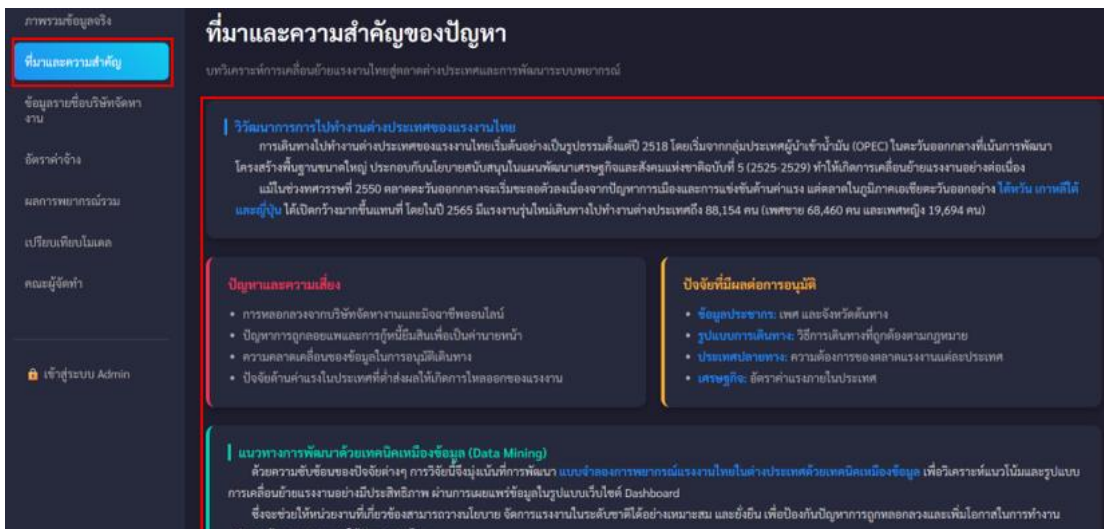 ภาพรวมข้อมูลจริง
ที่มาและความสำคัญ
ข้อมูลรายชื่อบริษัทจัดหา
งาน
อัตราค่าจ้าง
ผลการพยากรณ์รวม
เปรียบเทียบโมเดล
คณะผู้จัดทำ
เข้าสู่ระบบ Admin
ที่มาและความสำคัญของปัญหา
บทวิเคราะห์การเคลื่อนย้ายแรงงานไทยสู่ตลาดต่างประเทศและการพัฒนาระบบพยากรณ์
วิวัฒนาการการไปทำงานต่างประเทศของแรงงานไทย
การเดินทางไปทำงานต่างประเทศของแรงงานไทยเริ่มต้นอย่างเป็นรูปธรรมตั้งแต่ปี 2518 โดยเริ่มจากกลุ่มประเทศผู้นำเข้าน้ำมัน (OPEC) ในตะวันออกกลางที่เน้นการพัฒนา
โครงสร้างพื้นฐานขนาดใหญ่ ประกอบกับนโยบายสนับสนุนในแผนพัฒนาเศรษฐกิจและสังคมแห่งชาติฉบับที่ 5 (2525-2529) ทำให้เกิดการเคลื่อนย้ายแรงงานอย่างต่อเนื่อง
แม้ในช่วงทศวรรษที่ 2550 ตลาดตะวันออกกลางจะเริ่มชะลอตัวลงเนื่องจากปัญหาการเมืองและการแข่งขันด้านค่าแรง แต่ตลาดในภูมิภาคเอเชียตะวันออกอย่าง ไต้หวัน เกาหลีใต้
และญี่ปุ่น ได้เปิดกว้างมากขึ้นแทนที่ โดยในปี 2565 มีแรงงานรุ่นใหม่เดินทางไปทำงานต่างประเทศถึง 88,154 คน (เพศชาย 68,460 คน และเพศหญิง 19,694 คน)
ปัญหาและความเสี่ยง
• การหลอกลวงจากบริษัทจัดหางานและมิจฉาชีพออนไลน์
• ปัญหาการถูกลอยแพและการกู้หนี้ยืมสินเพื่อเป็นค่านายหน้า
• ความคลาดเคลื่อนของข้อมูลในการอนุมัติเดินทาง
• ปัจจัยด้านค่าแรงในประเทศที่ต่ำส่งผลให้เกิดการไหลออกของแรงงาน
ปัจจัยที่มีผลต่อการอนุมัติ
• ข้อมูลประชากร: เพศ และจังหวัดต้นทาง
• รูปแบบการเดินทาง: วิธีการเดินทางที่ถูกต้องตามกฎหมาย
• ประเทศปลายทาง: ความต้องการของตลาดแรงงานแต่ละประเทศ
• เศรษฐกิจ: อัตราค่าแรงภายในประเทศ
แนวทางการพัฒนาด้วยเทคนิคเหมืองข้อมูล (Data Mining)
ด้วยความซับซ้อนของปัจจัยต่างๆ การวิจัยนี้จึงมุ่งเน้นที่การพัฒนา แบบจำลองการพยากรณ์แรงงานไทยในต่างประเทศด้วยเทคนิคเหมืองข้อมูล เพื่อวิเคราะห์แนวโน้มและรูปแบบ
การเคลื่อนย้ายแรงงานอย่างมีประสิทธิภาพ ผ่านการเผยแพร่ข้อมูลในรูปแบบเว็บไซต์ Dashboard
ซึ่งจะช่วยให้หน่วยงานที่เกี่ยวข้องสามารถวางนโยบาย จัดการแรงงานในระดับชาติได้อย่างเหมาะสม และยั่งยืน เพื่อป้องกันปัญหาการถูกหลอกลวงและเพิ่มโอกาสในการทำงาน